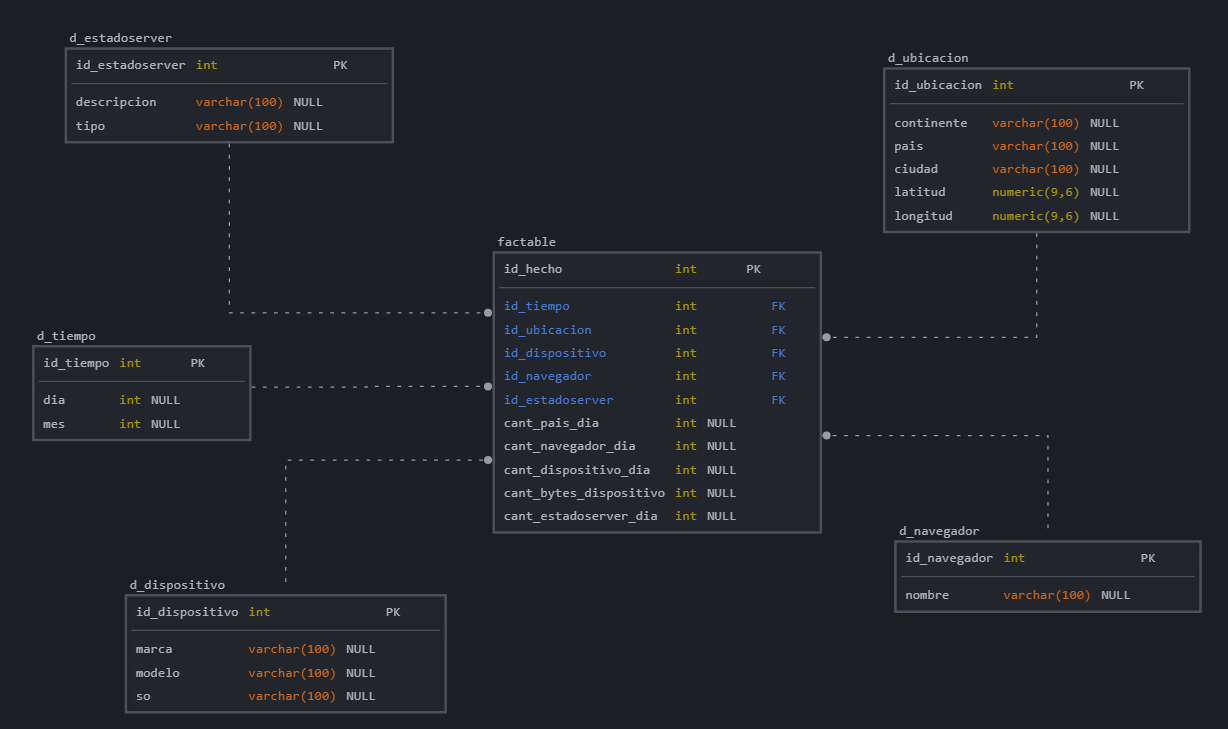 d_estadoserver
id_estadoserver int PK
descripcion varchar(100) NULL
tipo varchar(100) NULL
d_ubicacion
id_ubicacion int PK
continente varchar(100) NULL
pais varchar(100) NULL
ciudad varchar(100) NULL
latitud numeric(9,6) NULL
longitud numeric(9,6) NULL
factable
id_hecho int PK
id_tiempo int FK
id_ubicacion int FK
id_dispositivo int FK
id_navegador int FK
id_estadoserver int FK
cant_pais_dia int NULL
cant_navegador_dia int NULL
cant_dispositivo_dia int NULL
cant_bytes_dispositivo int NULL
cant_estadoserver_dia int NULL
d_tiempo
id_tiempo int PK
dia int NULL
mes int NULL
d_navegador
id_navegador int PK
nombre varchar(100) NULL
d_dispositivo
id_dispositivo int PK
marca varchar(100) NULL
modelo varchar(100) NULL
so varchar(100) NULL